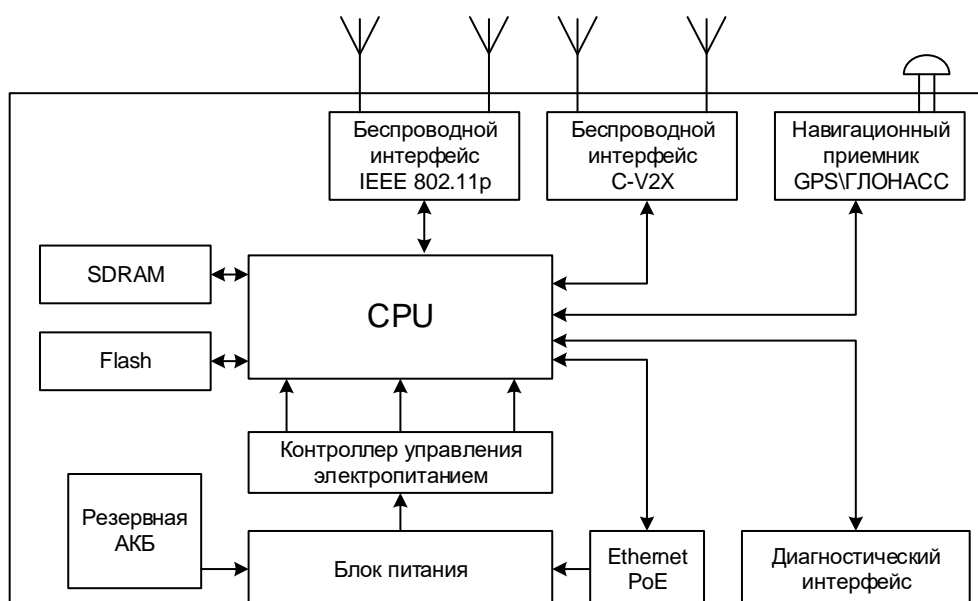 Беспроводной
интерфейс
IEEE 802.11p
Беспроводной
интерфейс
C-V2X
Навигационный
приемник
GPS\ГЛОНАСС
SDRAM
CPU
Flash
Контроллер управления
электропитанием
Резервная
АКБ
Блок питания
Ethernet
PoE
Диагностический
интерфейс